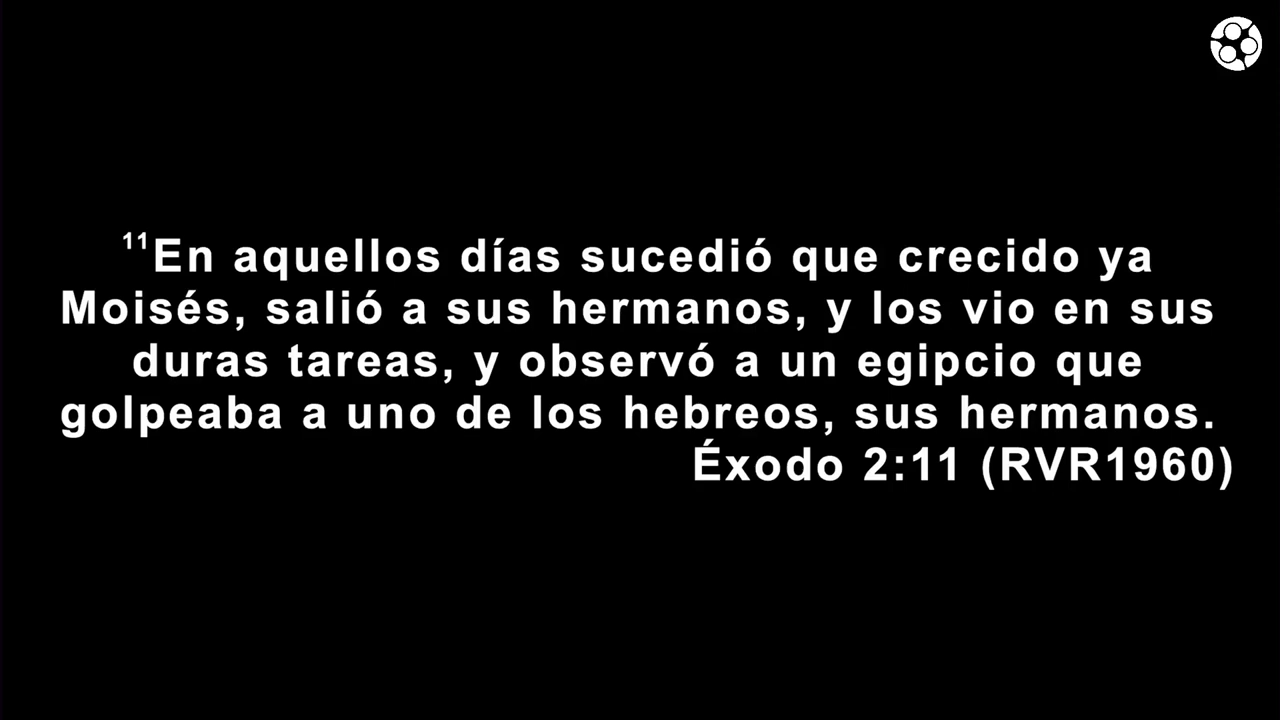 ¹¹En aquellos días sucedió que crecido ya
Moisés, salió a sus hermanos, y los vio en sus
duras tareas, y observó a un egipcio que
golpeaba a uno de los hebreos, sus hermanos.
Éxodo 2:11 (RVR1960)